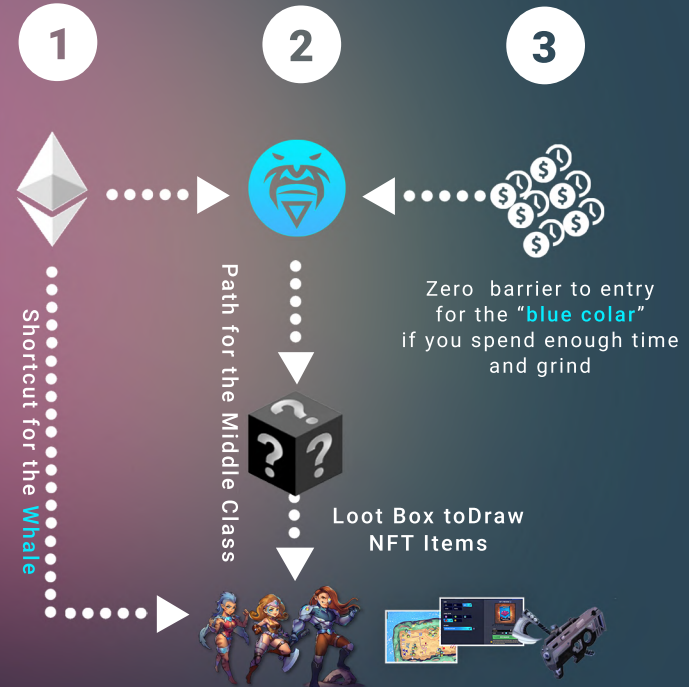 1
2
3
Zero barrier to entry
for the “blue colar”
if you spend enough time
and grind
Shortcut for the Whale
Path for the Middle Class
? ? ?
Loot Box toDraw
NFT Items